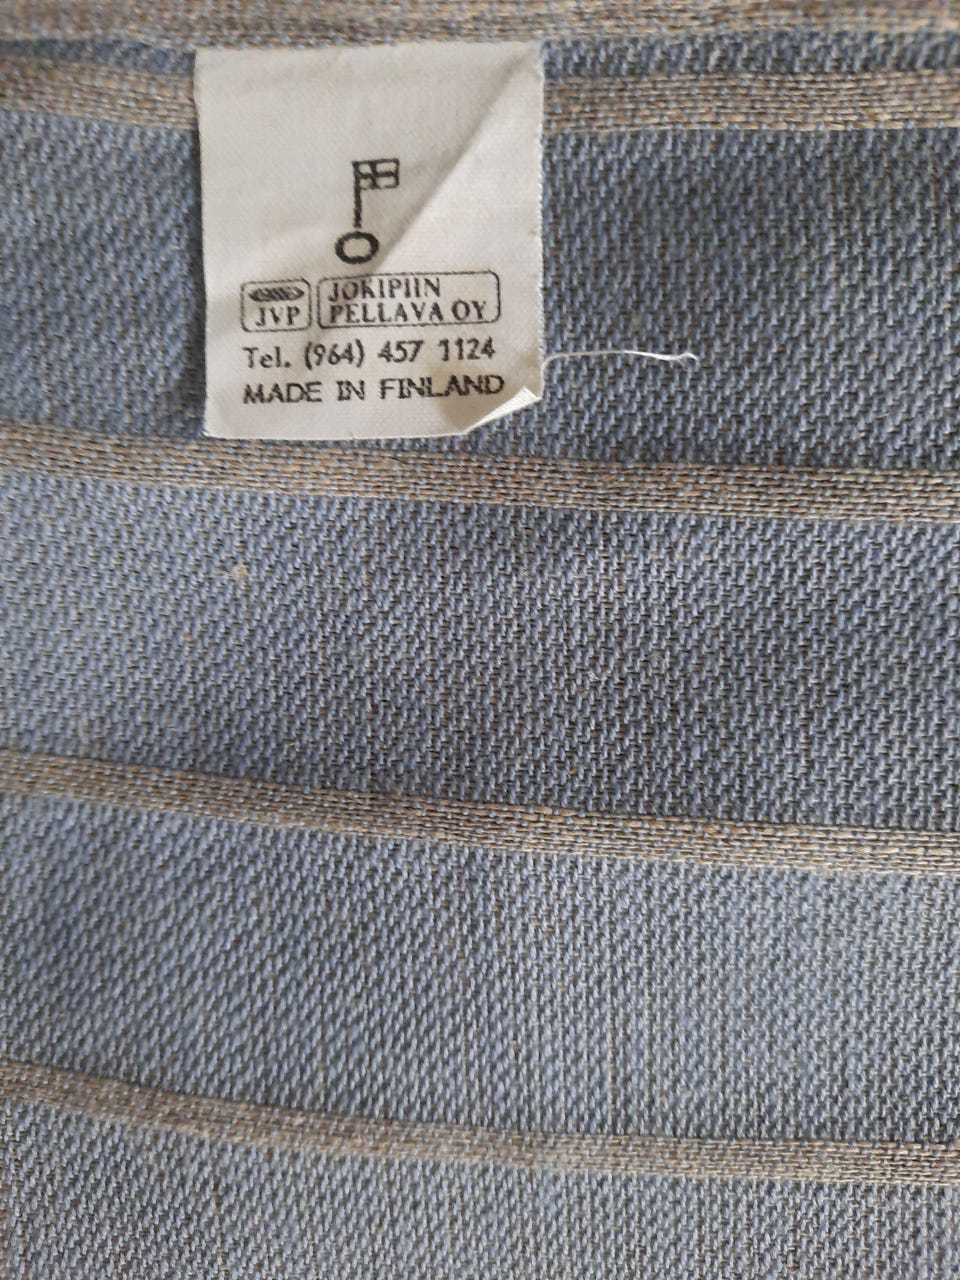 JVP
JOKIPIIN
PELLAVA OY
Tel. (964) 457 1124
MADE IN FINLAND